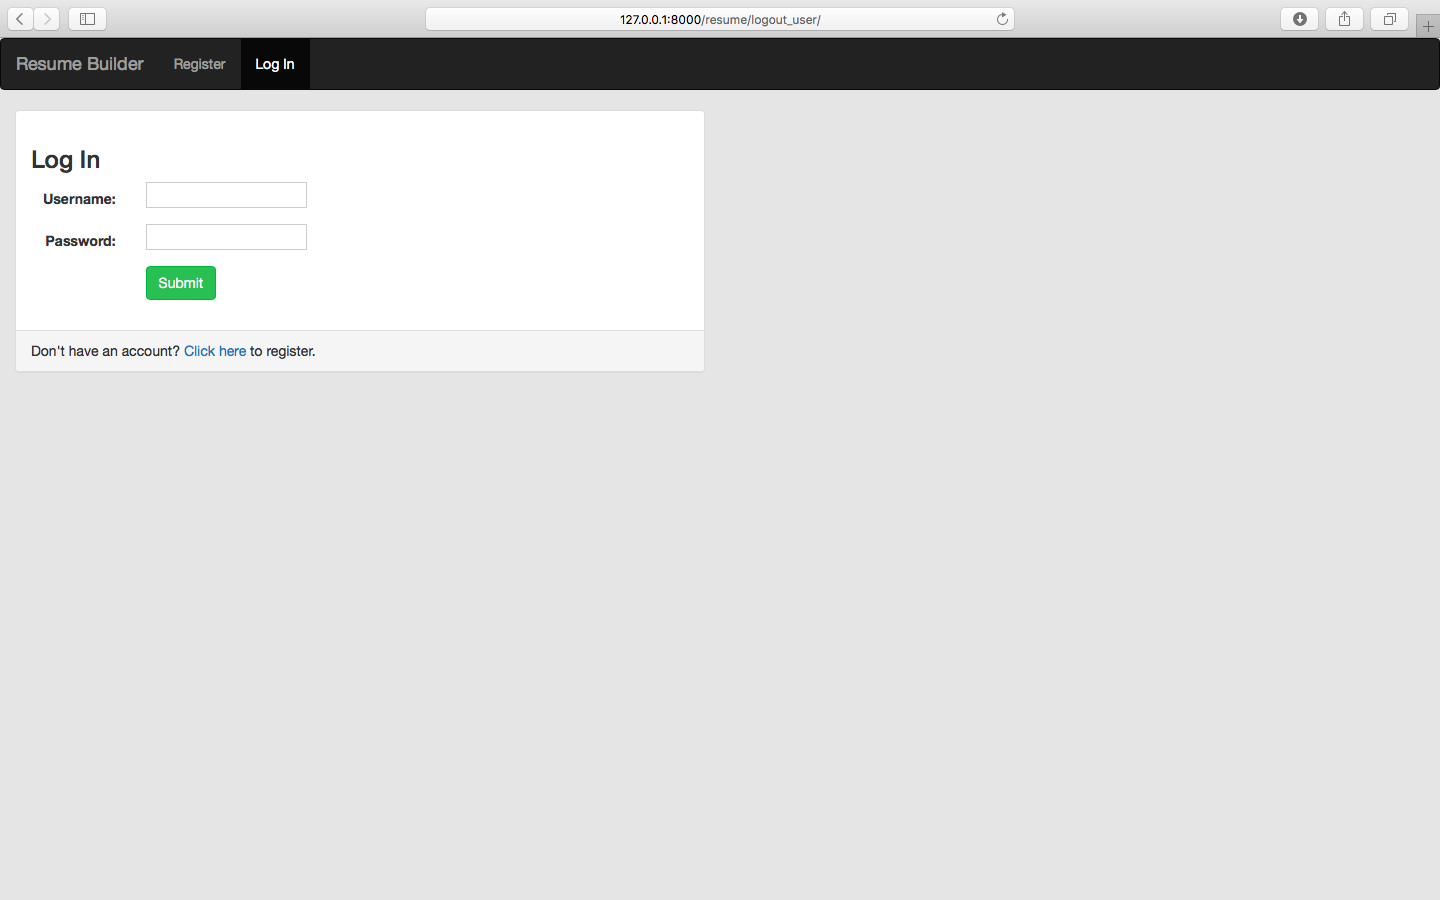 127.0.0.1:8000/resume/logout_user/
Resume Builder Register Log In
Log In
Username:
Password:
Submit
Don't have an account? Click here to register.